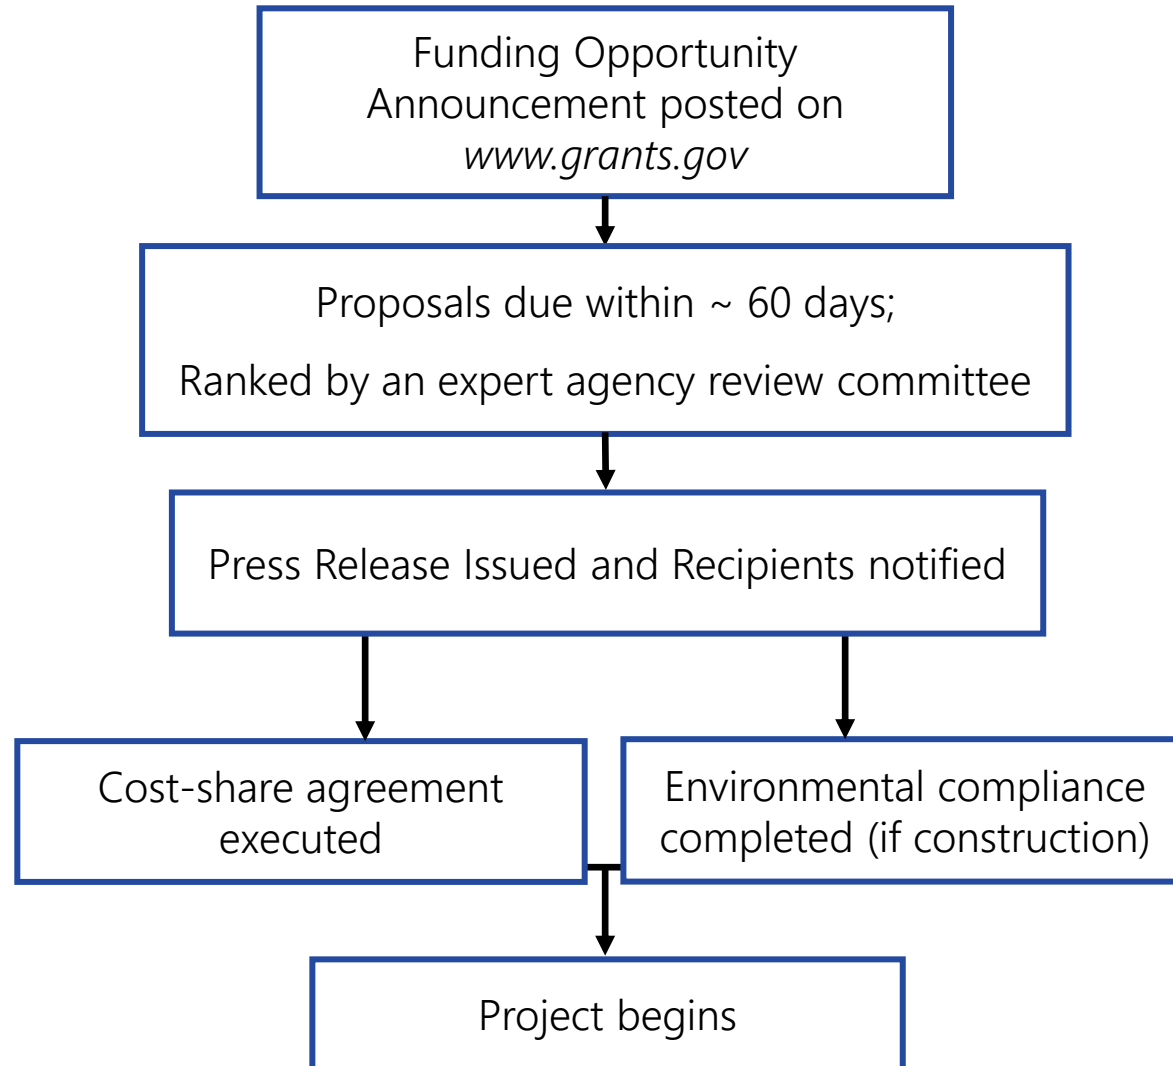 Funding Opportunity
Announcement posted on
www.grants.gov
Proposals due within ~ 60 days;
Ranked by an expert agency review committee
Press Release Issued and Recipients notified
Cost-share agreement
executed
Environmental compliance
completed (if construction)
Project begins